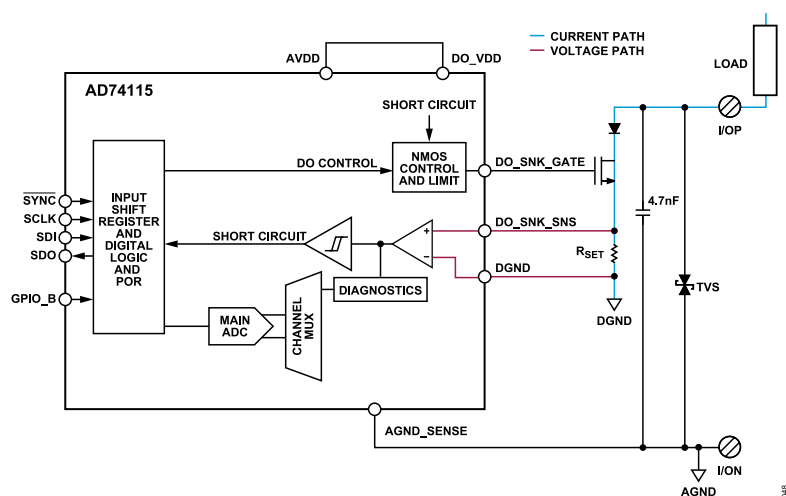 AVDD
DO_VDD
CURRENT PATH
VOLTAGE PATH
LOAD
AD74115
SHORT CIRCUIT
I/OP
DO CONTROL
NMOS
CONTROL
AND LIMIT
DO_SNK_GATE
SYNC
SCLK
SDI
SDO
GPIO_B
INPUT
SHIFT
REGISTER
AND
DIGITAL
LOGIC
AND
POR
4.7nF
SHORT CIRCUIT
+
−
DO_SNK_SNS
RSET
DGND
DIAGNOSTICS
TVS
DGND
MAIN
ADC
CHANNEL
MUX
AGND_SENSE
I/ON
AGND
048